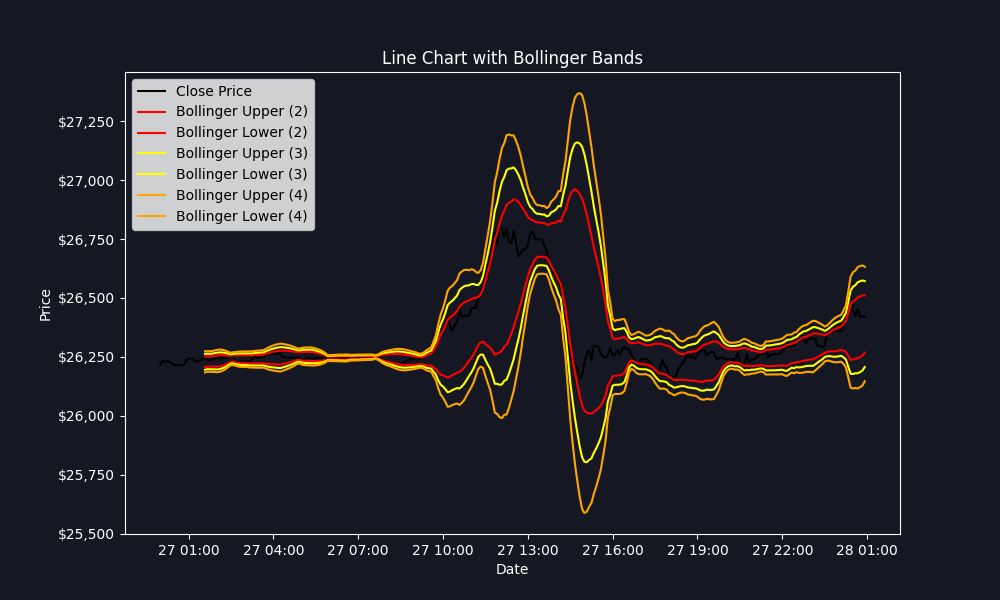 Line Chart with Bollinger Bands
Close Price
Bollinger Upper (2)
Bollinger Lower (2)
Bollinger Upper (3)
Bollinger Lower (3)
Bollinger Upper (4)
Bollinger Lower (4)
Price
$27,250
$27,000
$26,750
$26,500
$26,250
$26,000
$25,750
$25,500
27 01:00 27 04:00 27 07:00 27 10:00 27 13:00 27 16:00 27 19:00 27 22:00 28 01:00
Date